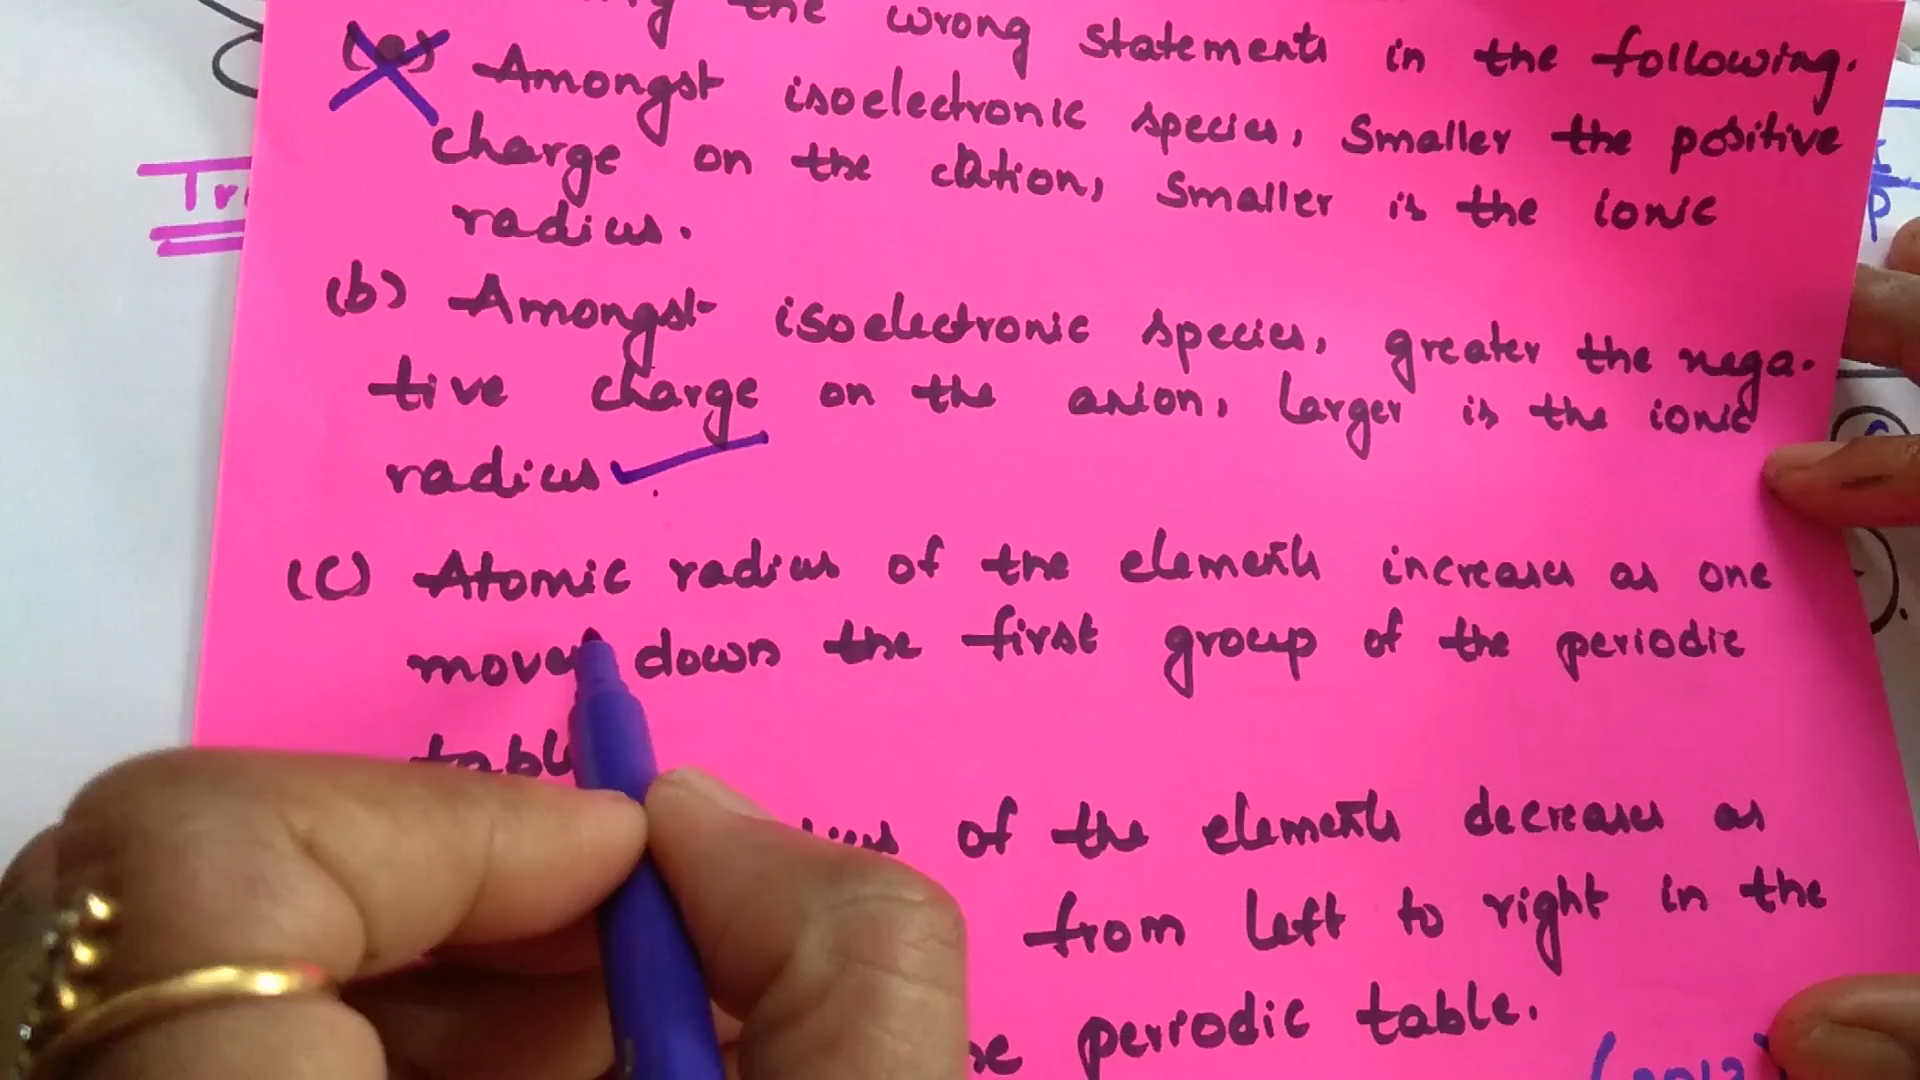 the wrong statements in the following.
(a) Amongst isoelectronic species, Smaller the positive
charge on the cation, Smaller is the ionic
radius.
(b) Amongst isoelectronic species, greater the nega-
tive charge on the anion, Larger is the ionic
radius
(c) Atomic radius of the elements increases as one
moves down the first group of the periodic
table
of the elements decreases as
from left to right in the
periodic table.